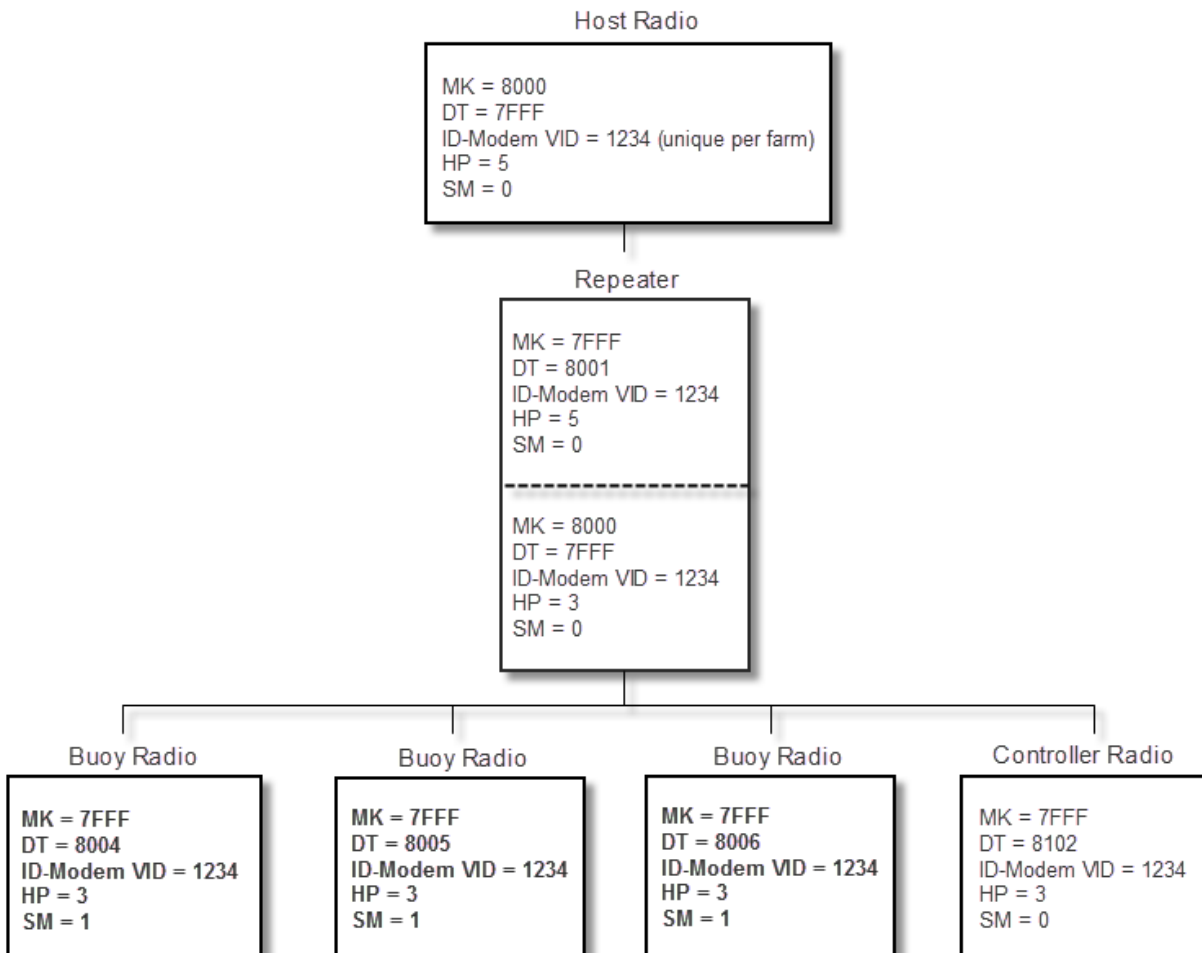 Host Radio
MK = 8000
DT = 7FFF
ID-Modem VID = 1234 (unique per farm)
HP = 5
SM = 0
Repeater
MK = 7FFF
DT = 8001
ID-Modem VID = 1234
HP = 5
SM = 0
MK = 8000
DT = 7FFF
ID-Modem VID = 1234
HP = 3
SM = 0
Buoy Radio
MK = 7FFF
DT = 8004
ID-Modem VID = 1234
HP = 3
SM = 1
Buoy Radio
MK = 7FFF
DT = 8005
ID-Modem VID = 1234
HP = 3
SM = 1
Buoy Radio
MK = 7FFF
DT = 8006
ID-Modem VID = 1234
HP = 3
SM = 1
Controller Radio
MK = 7FFF
DT = 8102
ID-Modem VID = 1234
HP = 3
SM = 0